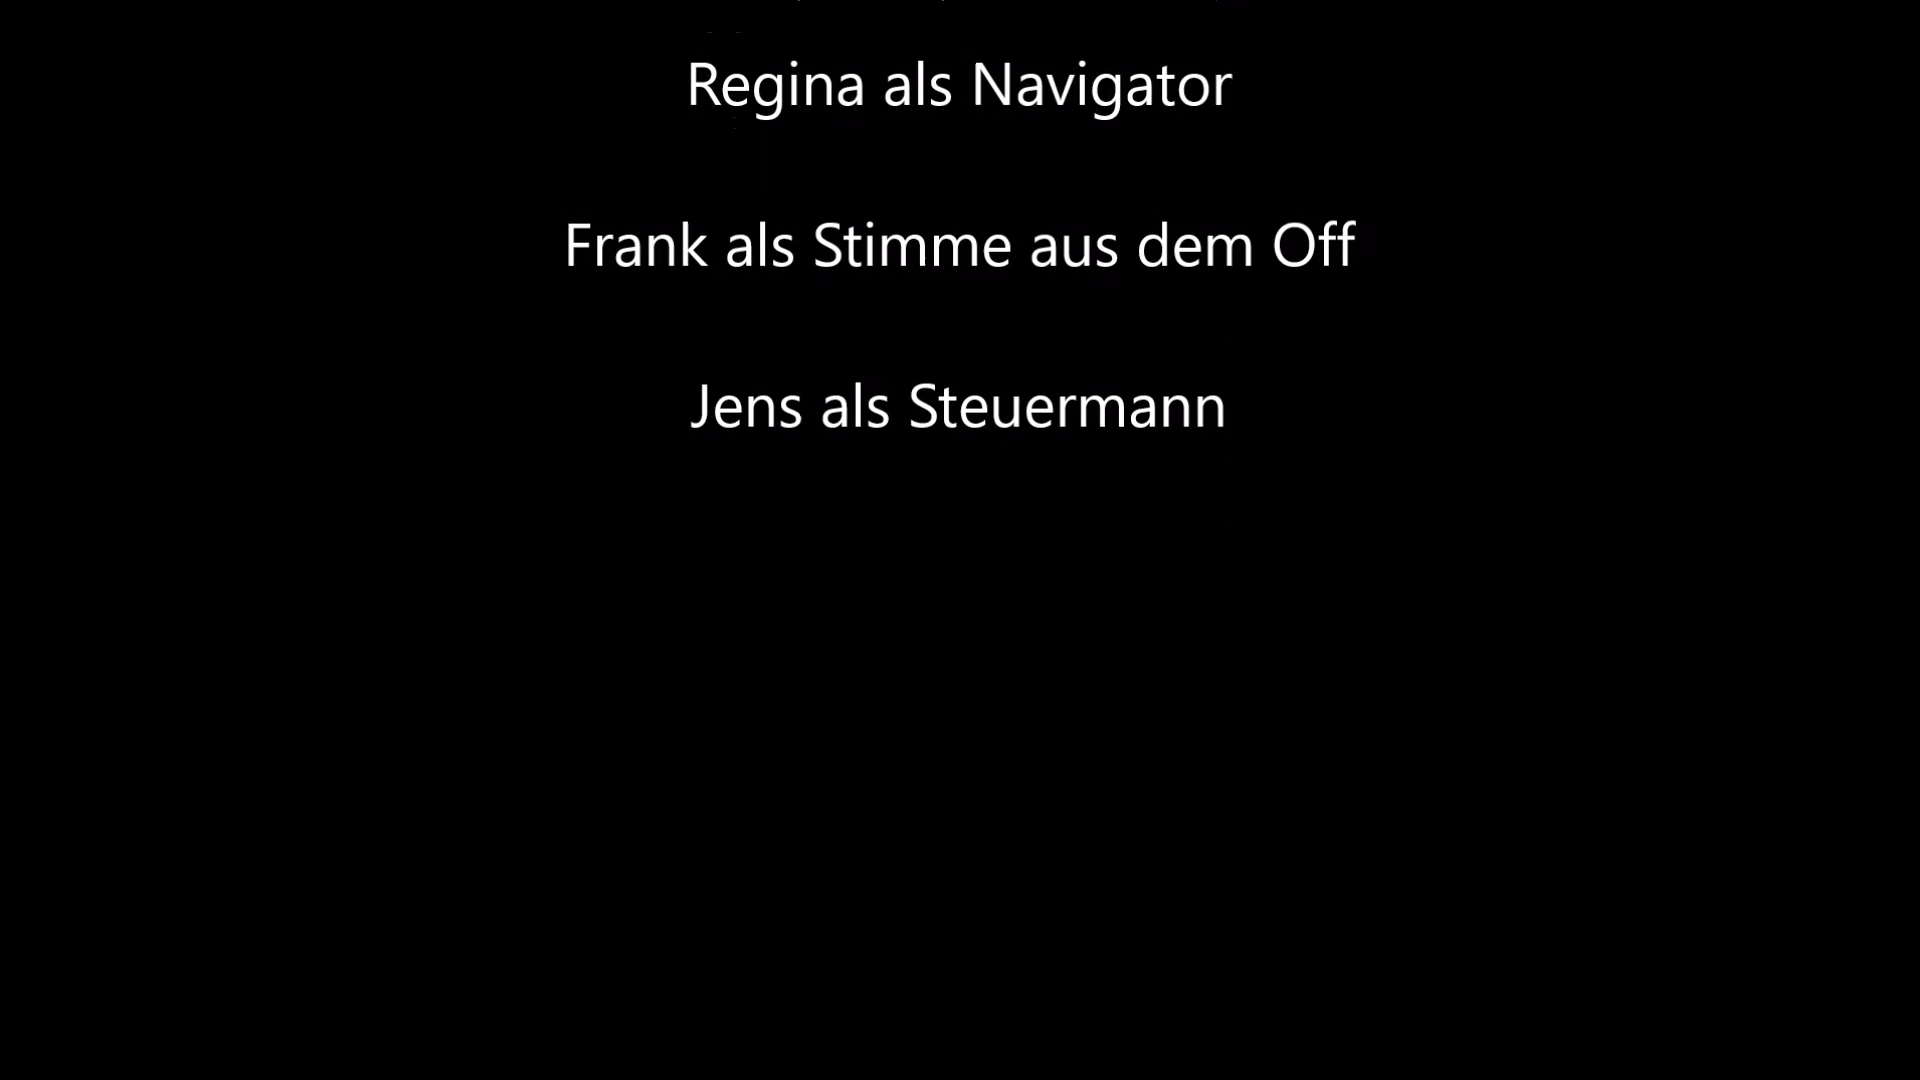 Regina als Navigator
Frank als Stimme aus dem Off
Jens als Steuermann